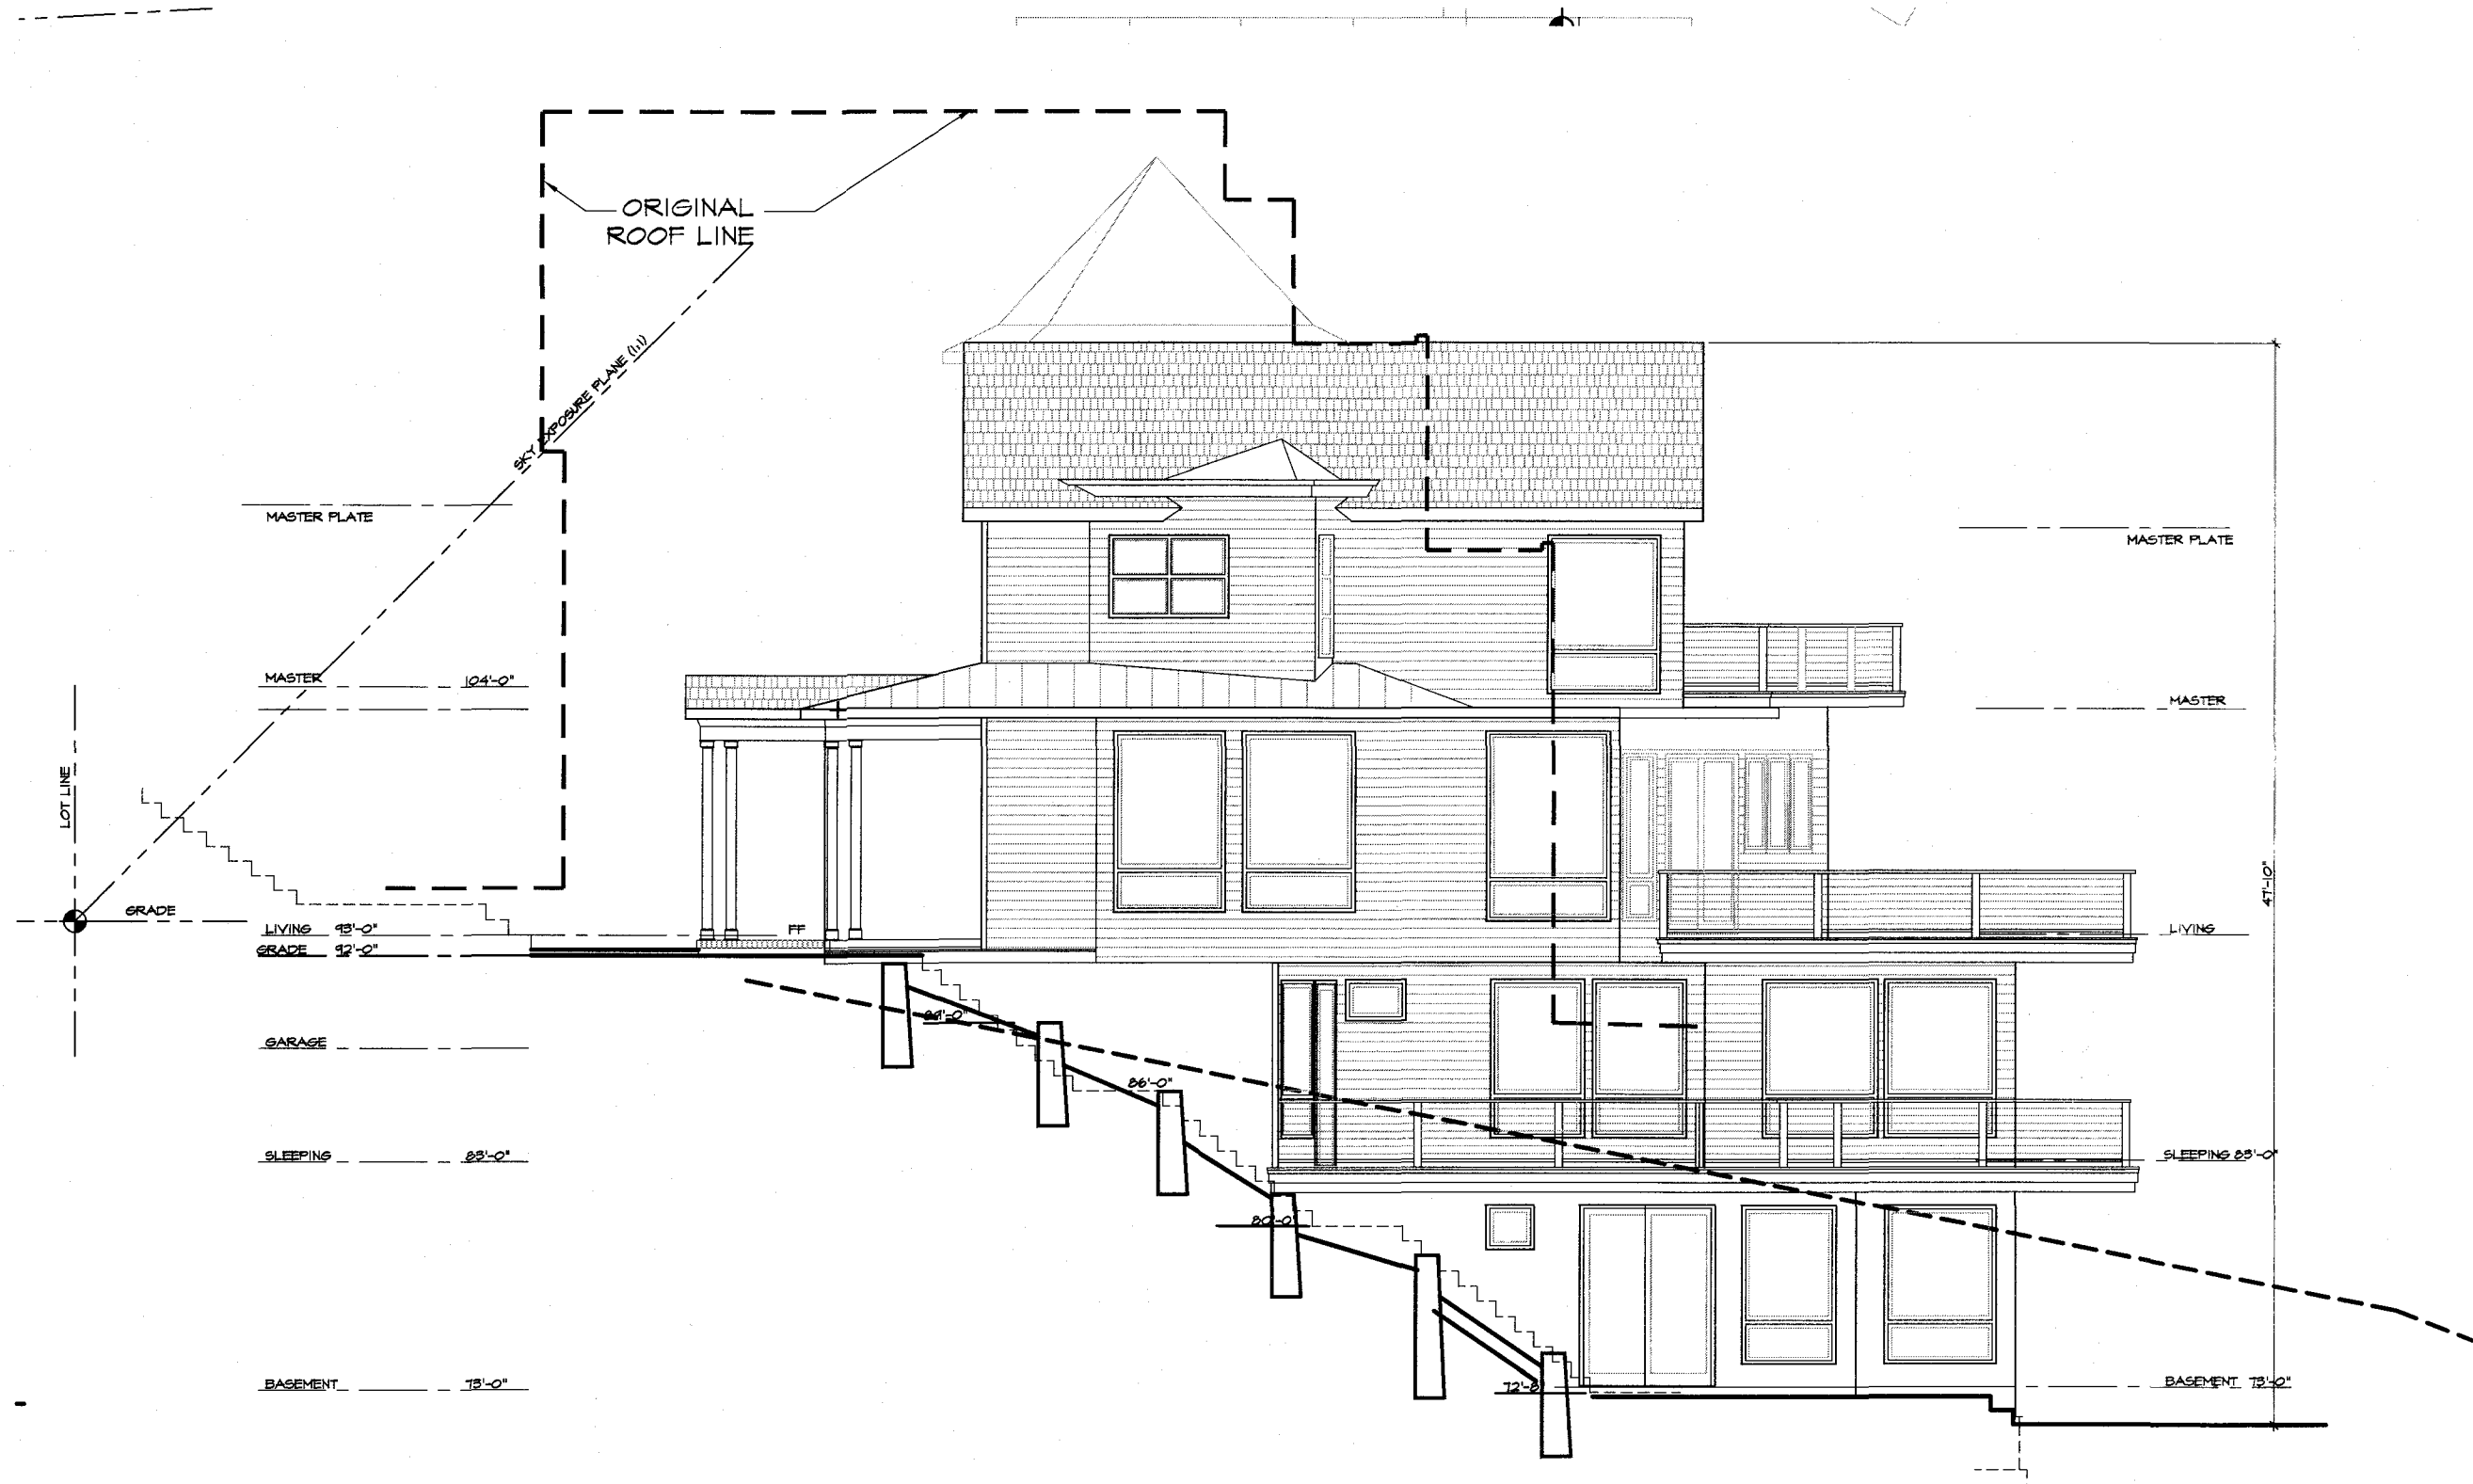 ORIGINAL
ROOF LINE
SKY EXPOSURE PLANE (1:1)
MASTER PLATE
MASTER PLATE
MASTER 104'-0"
MASTER
LOT LINE
GRADE
LIVING 93'-0"
FF
LIVING
GRADE 92'-0"
47'-10"
89'-0"
GARAGE
86'-0"
SLEEPING 83'-0"
SLEEPING 83'-0"
80'-0"
BASEMENT 73'-0"
72'-8
BASEMENT 73'-0"